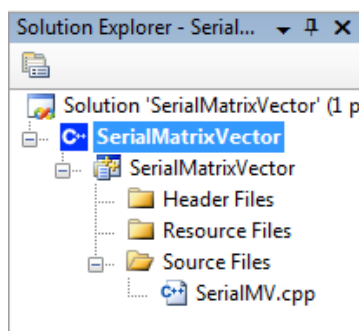 Solution Explorer - Serial...
Solution 'SerialMatrixVector' (1 p
C++ SerialMatrixVector
SerialMatrixVector
Header Files
Resource Files
Source Files
C++ SerialMV.cpp